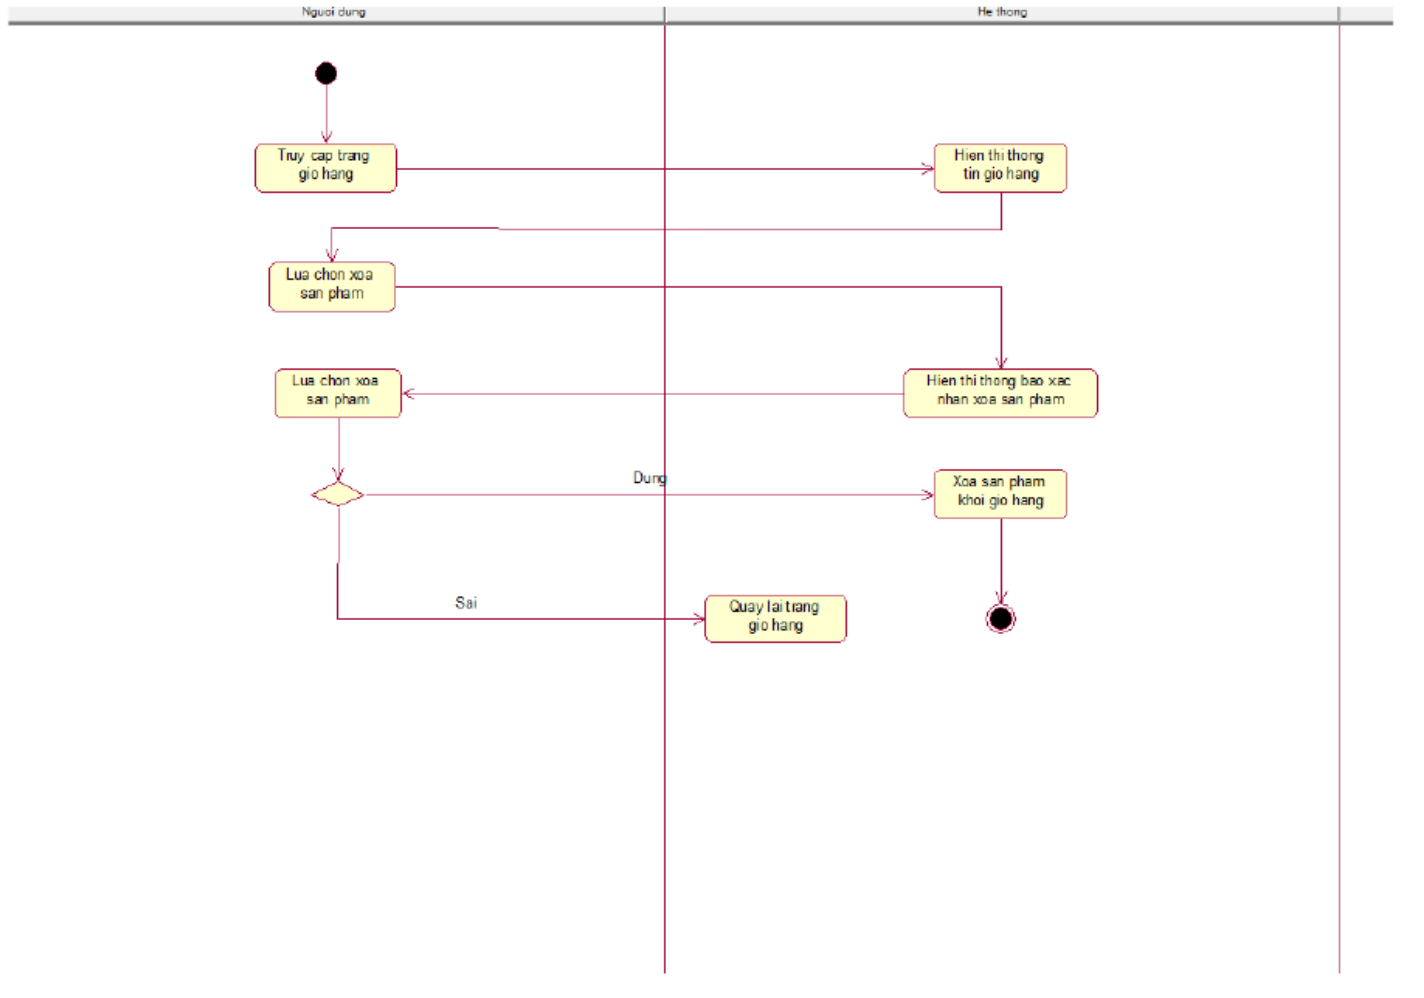 Nguoi dung
He thong
Truy cap trang
gio hang
Hien thi thong
tin gio hang
Lua chon xoa
san pham
Lua chon xoa
san pham
Hien thi thong bao xac
nhan xoa san pham
Dung
Xoa san pham
khoi gio hang
Sai
Quay lai trang
gio hang